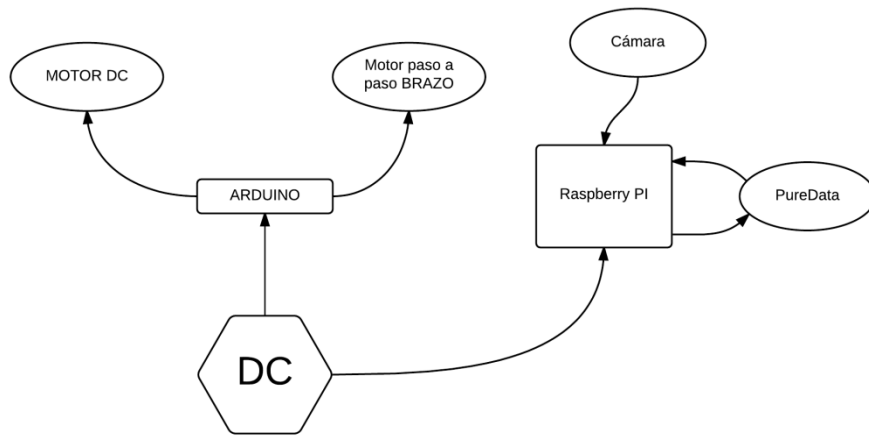 Cámara
MOTOR DC
Motor paso a
paso BRAZO
ARDUINO
Raspberry PI
PureData
DC